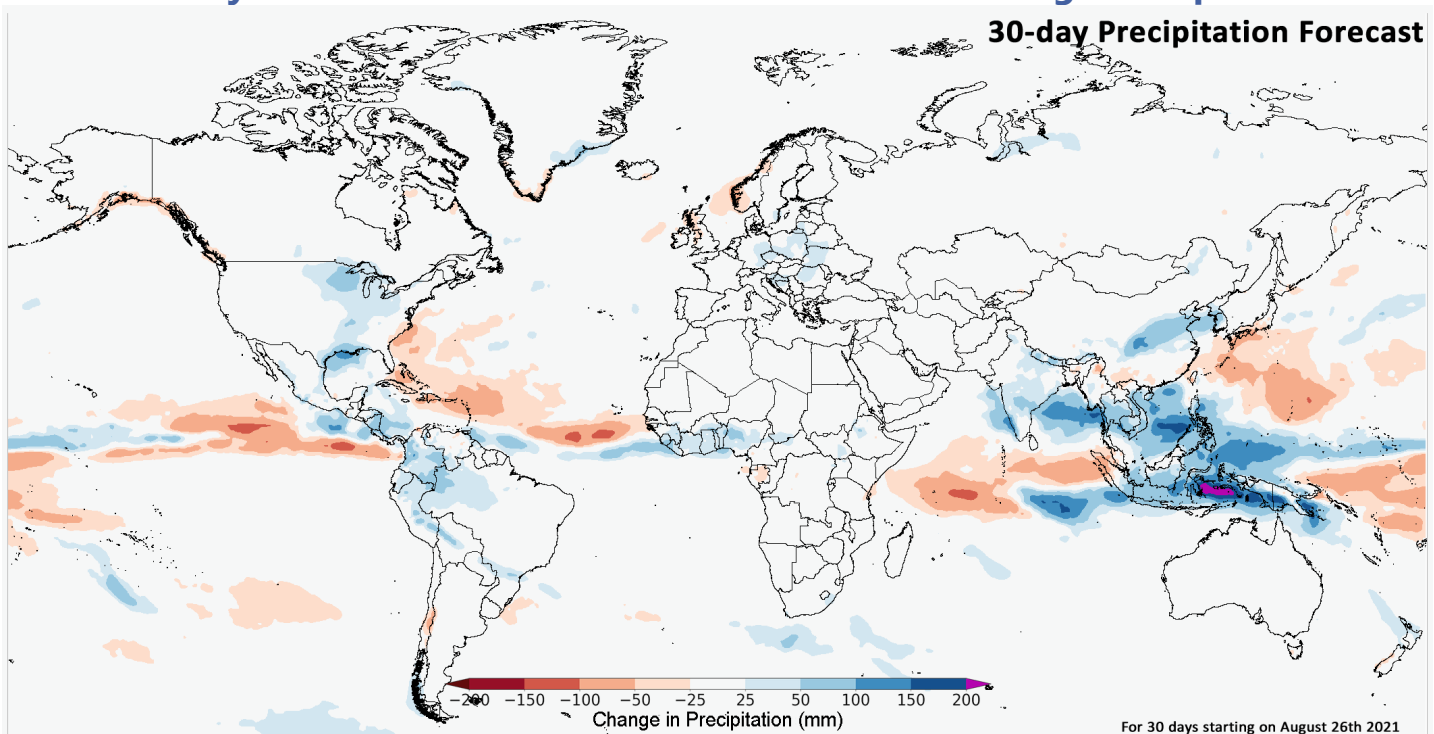 30-day Precipitation Forecast
−150 −100 −50 −25 25 50 100 150 200
Change in Precipitation (mm)
For 30 days starting on August 26th 2021